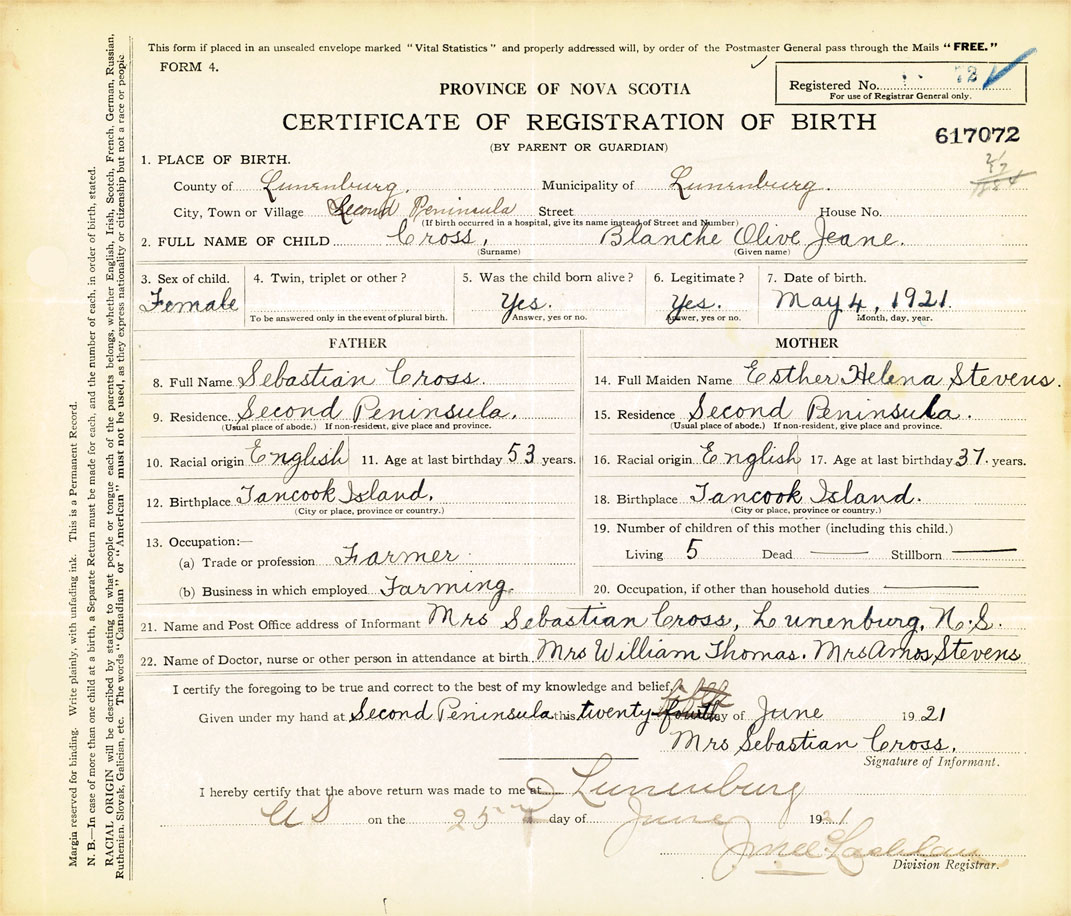 This form if placed in an unsealed envelope marked "Vital Statistics" and properly addressed will, by order of the Postmaster General pass through the Mails "FREE."
FORM 4.
Registered No. 72
For use of Registrar General only.
PROVINCE OF NOVA SCOTIA
CERTIFICATE OF REGISTRATION OF BIRTH
(BY PARENT OR GUARDIAN)
617072
1. PLACE OF BIRTH.
County of Lunenburg. Municipality of Lunenburg.
City, Town or Village Second Peninsula Street House No.
(If birth occurred in a hospital, give its name instead of Street and Number)
2. FULL NAME OF CHILD Cross, Blanche Olive Jeane.
(Surname) (Given name)
3. Sex of child. 4. Twin, triplet or other? 5. Was the child born alive? 6. Legitimate? 7. Date of birth.
Female Yes. Yes. May 4, 1921.
To be answered only in the event of plural birth. Answer, yes or no. Answer, yes or no. Month, day, year.
FATHER
8. Full Name Sebastian Cross.
9. Residence Second Peninsula.
(Usual place of abode.) If non-resident, give place and province.
10. Racial origin English 11. Age at last birthday 53 years.
12. Birthplace Tancook Island.
(City or place, province or country.)
13. Occupation:—
(a) Trade or profession Farmer
(b) Business in which employed Farming.
MOTHER
14. Full Maiden Name Esther Helena Stevens.
15. Residence Second Peninsula.
(Usual place of abode.) If non-resident, give place and province.
16. Racial origin English 17. Age at last birthday 37. years.
18. Birthplace Tancook Island.
(City or place, province or country.)
19. Number of children of this mother (including this child.)
Living 5 Dead Stillborn
20. Occupation, if other than household duties
21. Name and Post Office address of Informant Mrs Sebastian Cross, Lunenburg, N.S.
22. Name of Doctor, nurse or other person in attendance at birth Mrs William Thomas. Mrs Amos Stevens
I certify the foregoing to be true and correct to the best of my knowledge and belief.
fifth
Given under my hand at Second Peninsula this twenty fourth day of June 1921
Mrs Sebastian Cross.
Signature of Informant.
I hereby certify that the above return was made to me at Lunenburg
on the 25 day of June 1921
Division Registrar.
Margin reserved for binding. Write plainly, with unfading ink. This is a Permanent Record.
N. B.—In case of more than one child at a birth, a Separate Return must be made for each, and the number of each, in order of birth, stated.
RACIAL ORIGIN will be described by stating to what people or tongue each of the parents belongs, whether English, Irish, Scotch, French, German, Russian,
Ruthenian, Slovak, Galician, etc. The words "Canadian" or "American" must not be used, as they express nationality or citizenship but not a race or people